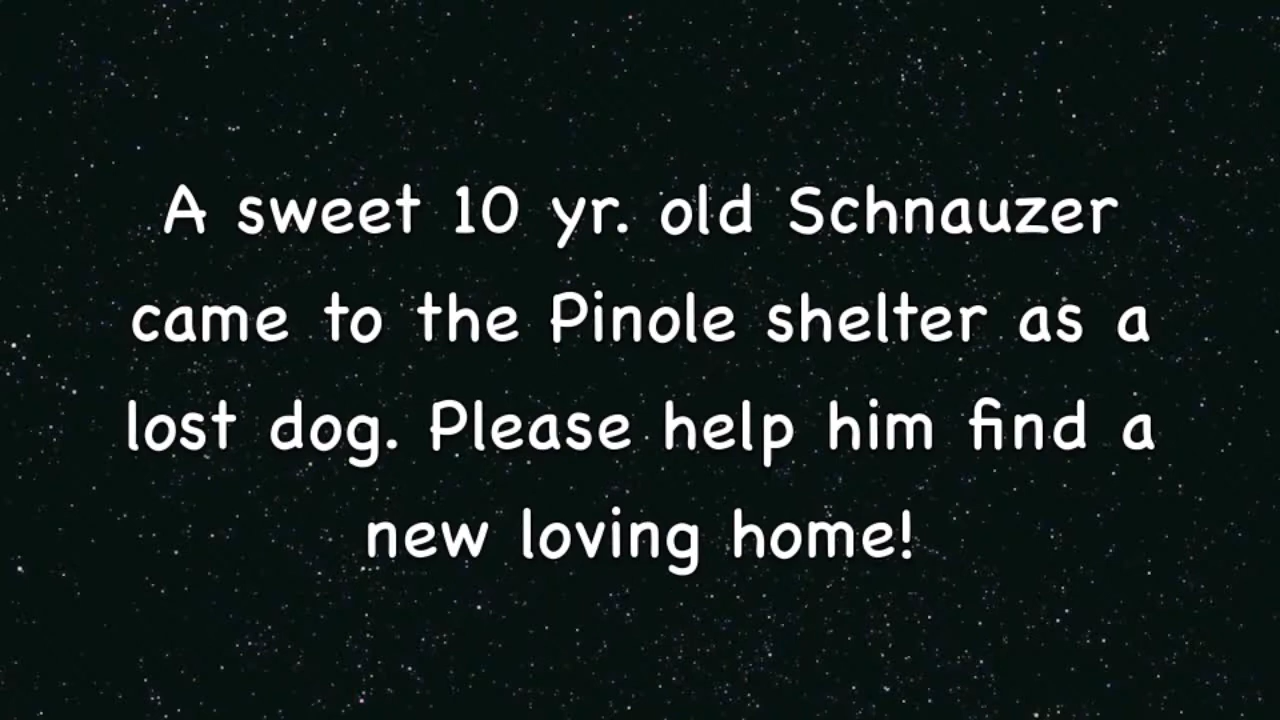 A sweet 10 yr. old Schnauzer
came to the Pinole shelter as a
lost dog. Please help him find a
new loving home!